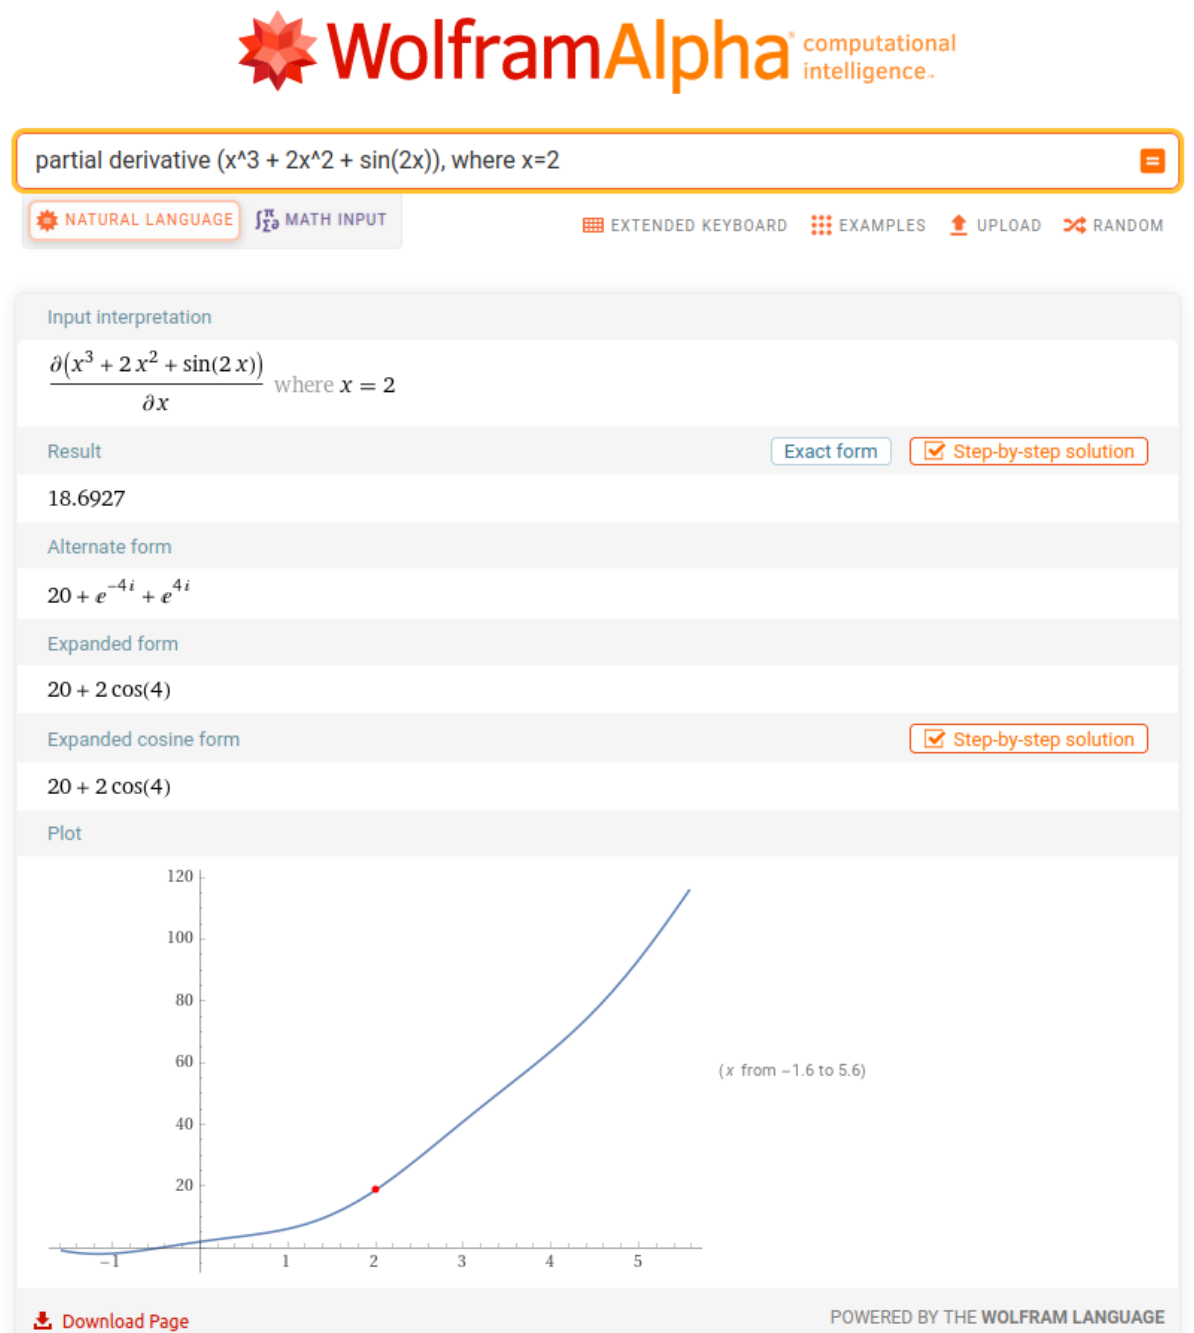 WolframAlpha computational intelligence™
partial derivative (x^3 + 2x^2 + sin(2x)), where x=2
NATURAL LANGUAGE MATH INPUT EXTENDED KEYBOARD EXAMPLES UPLOAD RANDOM
Input interpretation
∂(x³ + 2 x² + sin(2 x))
∂x
where x = 2
Result Exact form Step-by-step solution
18.6927
Alternate form
20 + e^(-4 i) + e^(4 i)
Expanded form
20 + 2 cos(4)
Expanded cosine form Step-by-step solution
20 + 2 cos(4)
Plot
120
100
80
60
(x from −1.6 to 5.6)
40
20
−1 1 2 3 4 5
Download Page POWERED BY THE WOLFRAM LANGUAGE